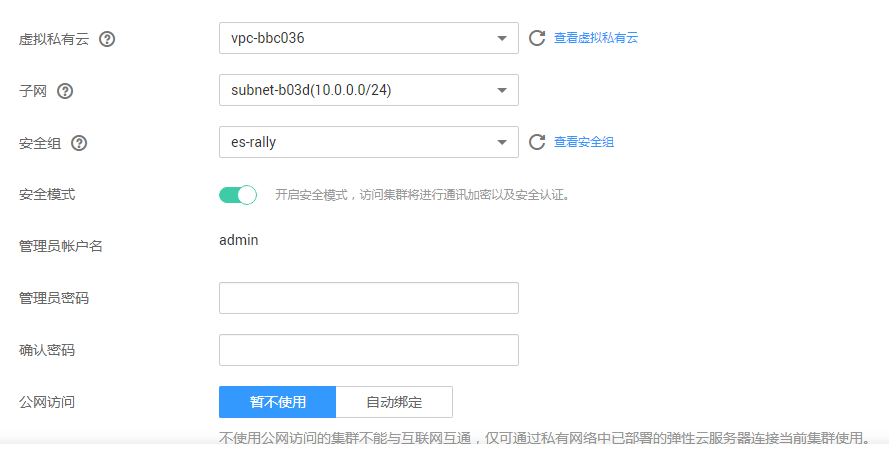 虚拟私有云 ? vpc-bbc036 查看虚拟私有云
子网 ? subnet-b03d(10.0.0.0/24)
安全组 ? es-rally 查看安全组
安全模式 开启安全模式，访问集群将进行通讯加密以及安全认证。
管理员帐户名 admin
管理员密码
确认密码
公网访问 暂不使用 自动绑定
不使用公网访问的集群不能与互联网互通，仅可通过私有网络中已部署的弹性云服务器连接当前集群使用。